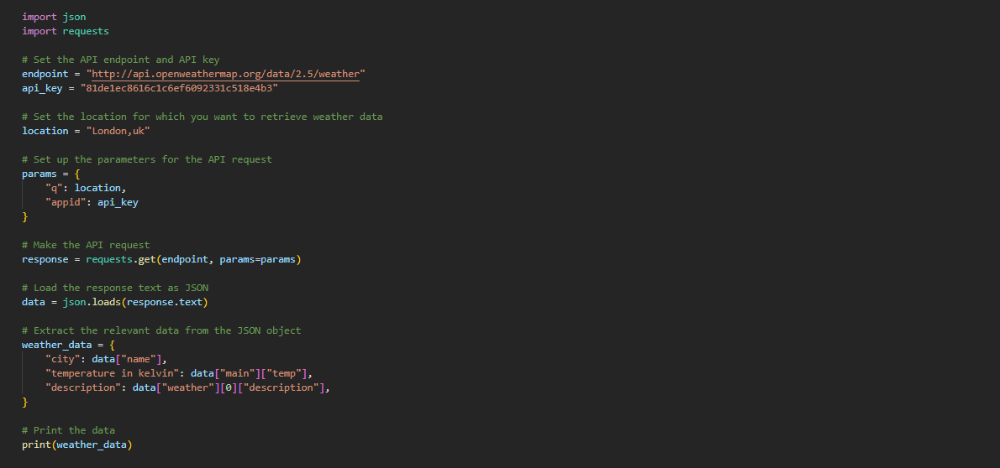 import json
import requests
# Set the API endpoint and API key
endpoint = "http://api.openweathermap.org/data/2.5/weather"
api_key = "81de1ec8616c1c6ef6092331c518e4b3"
# Set the location for which you want to retrieve weather data
location = "London,uk"
# Set up the parameters for the API request
params = {
    "q": location,
    "appid": api_key
}
# Make the API request
response = requests.get(endpoint, params=params)
# Load the response text as JSON
data = json.loads(response.text)
# Extract the relevant data from the JSON object
weather_data = {
    "city": data["name"],
    "temperature in kelvin": data["main"]["temp"],
    "description": data["weather"][0]["description"],
}
# Print the data
print(weather_data)